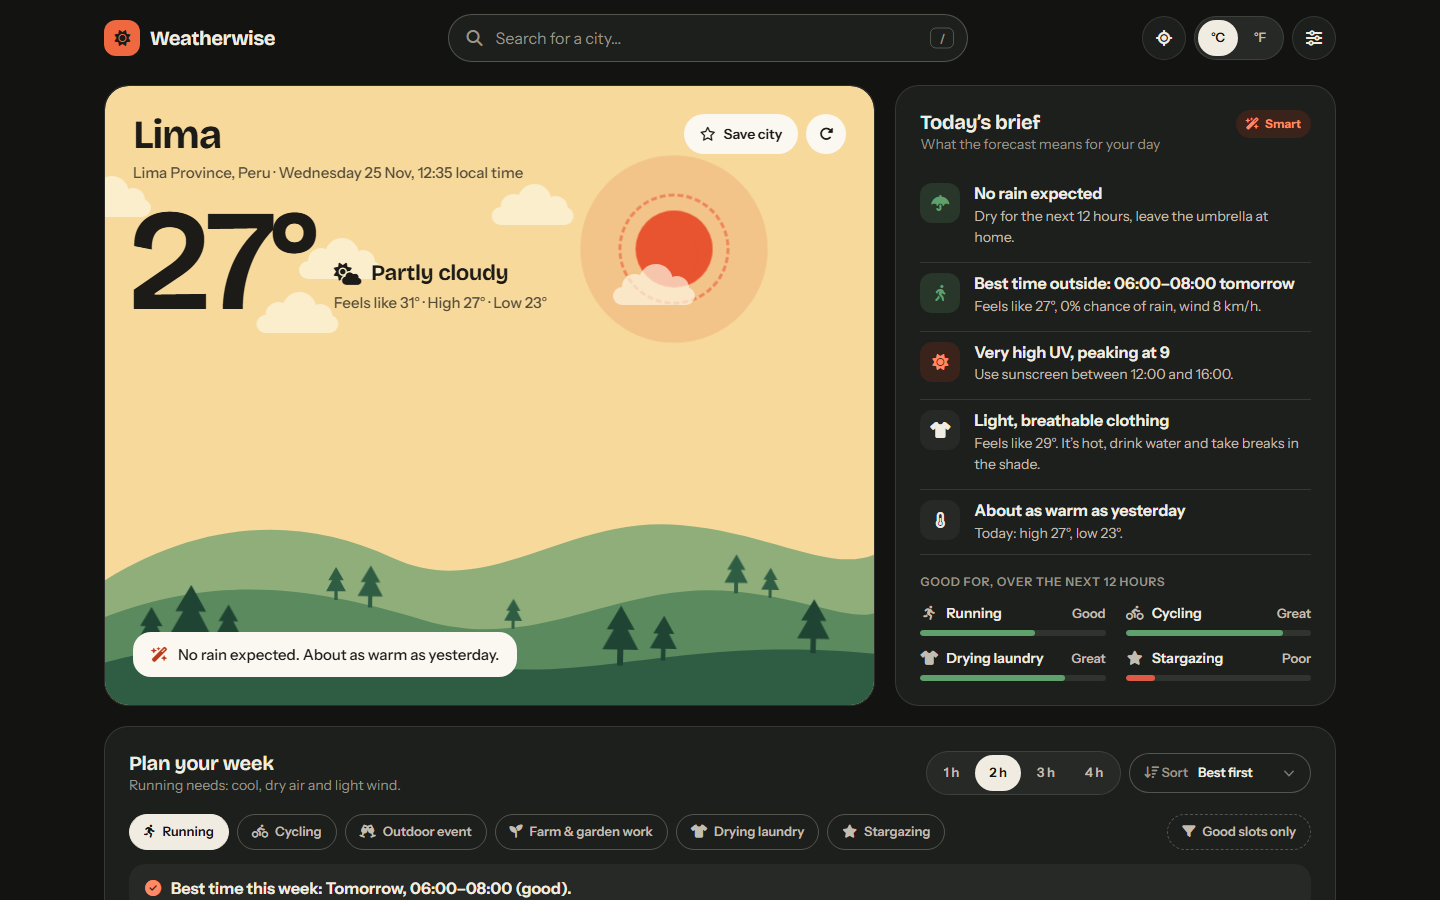 Weatherwise
Search for a city...
/
°C
°F
Lima
Save city
Lima Province, Peru · Wednesday 25 Nov, 12:35 local time
27°
Partly cloudy
Feels like 31° · High 27° · Low 23°
No rain expected. About as warm as yesterday.
Today's brief
Smart
What the forecast means for your day
No rain expected
Dry for the next 12 hours, leave the umbrella at
home.
Best time outside: 06:00–08:00 tomorrow
Feels like 27°, 0% chance of rain, wind 8 km/h.
Very high UV, peaking at 9
Use sunscreen between 12:00 and 16:00.
Light, breathable clothing
Feels like 29°. It's hot, drink water and take breaks in
the shade.
About as warm as yesterday
Today: high 27°, low 23°.
GOOD FOR, OVER THE NEXT 12 HOURS
Running
Good
Cycling
Great
Drying laundry
Great
Stargazing
Poor
Plan your week
Running needs: cool, dry air and light wind.
1 h
2 h
3 h
4 h
Sort
Best first
Running
Cycling
Outdoor event
Farm & garden work
Drying laundry
Stargazing
Good slots only
Best time this week: Tomorrow, 06:00–08:00 (good).